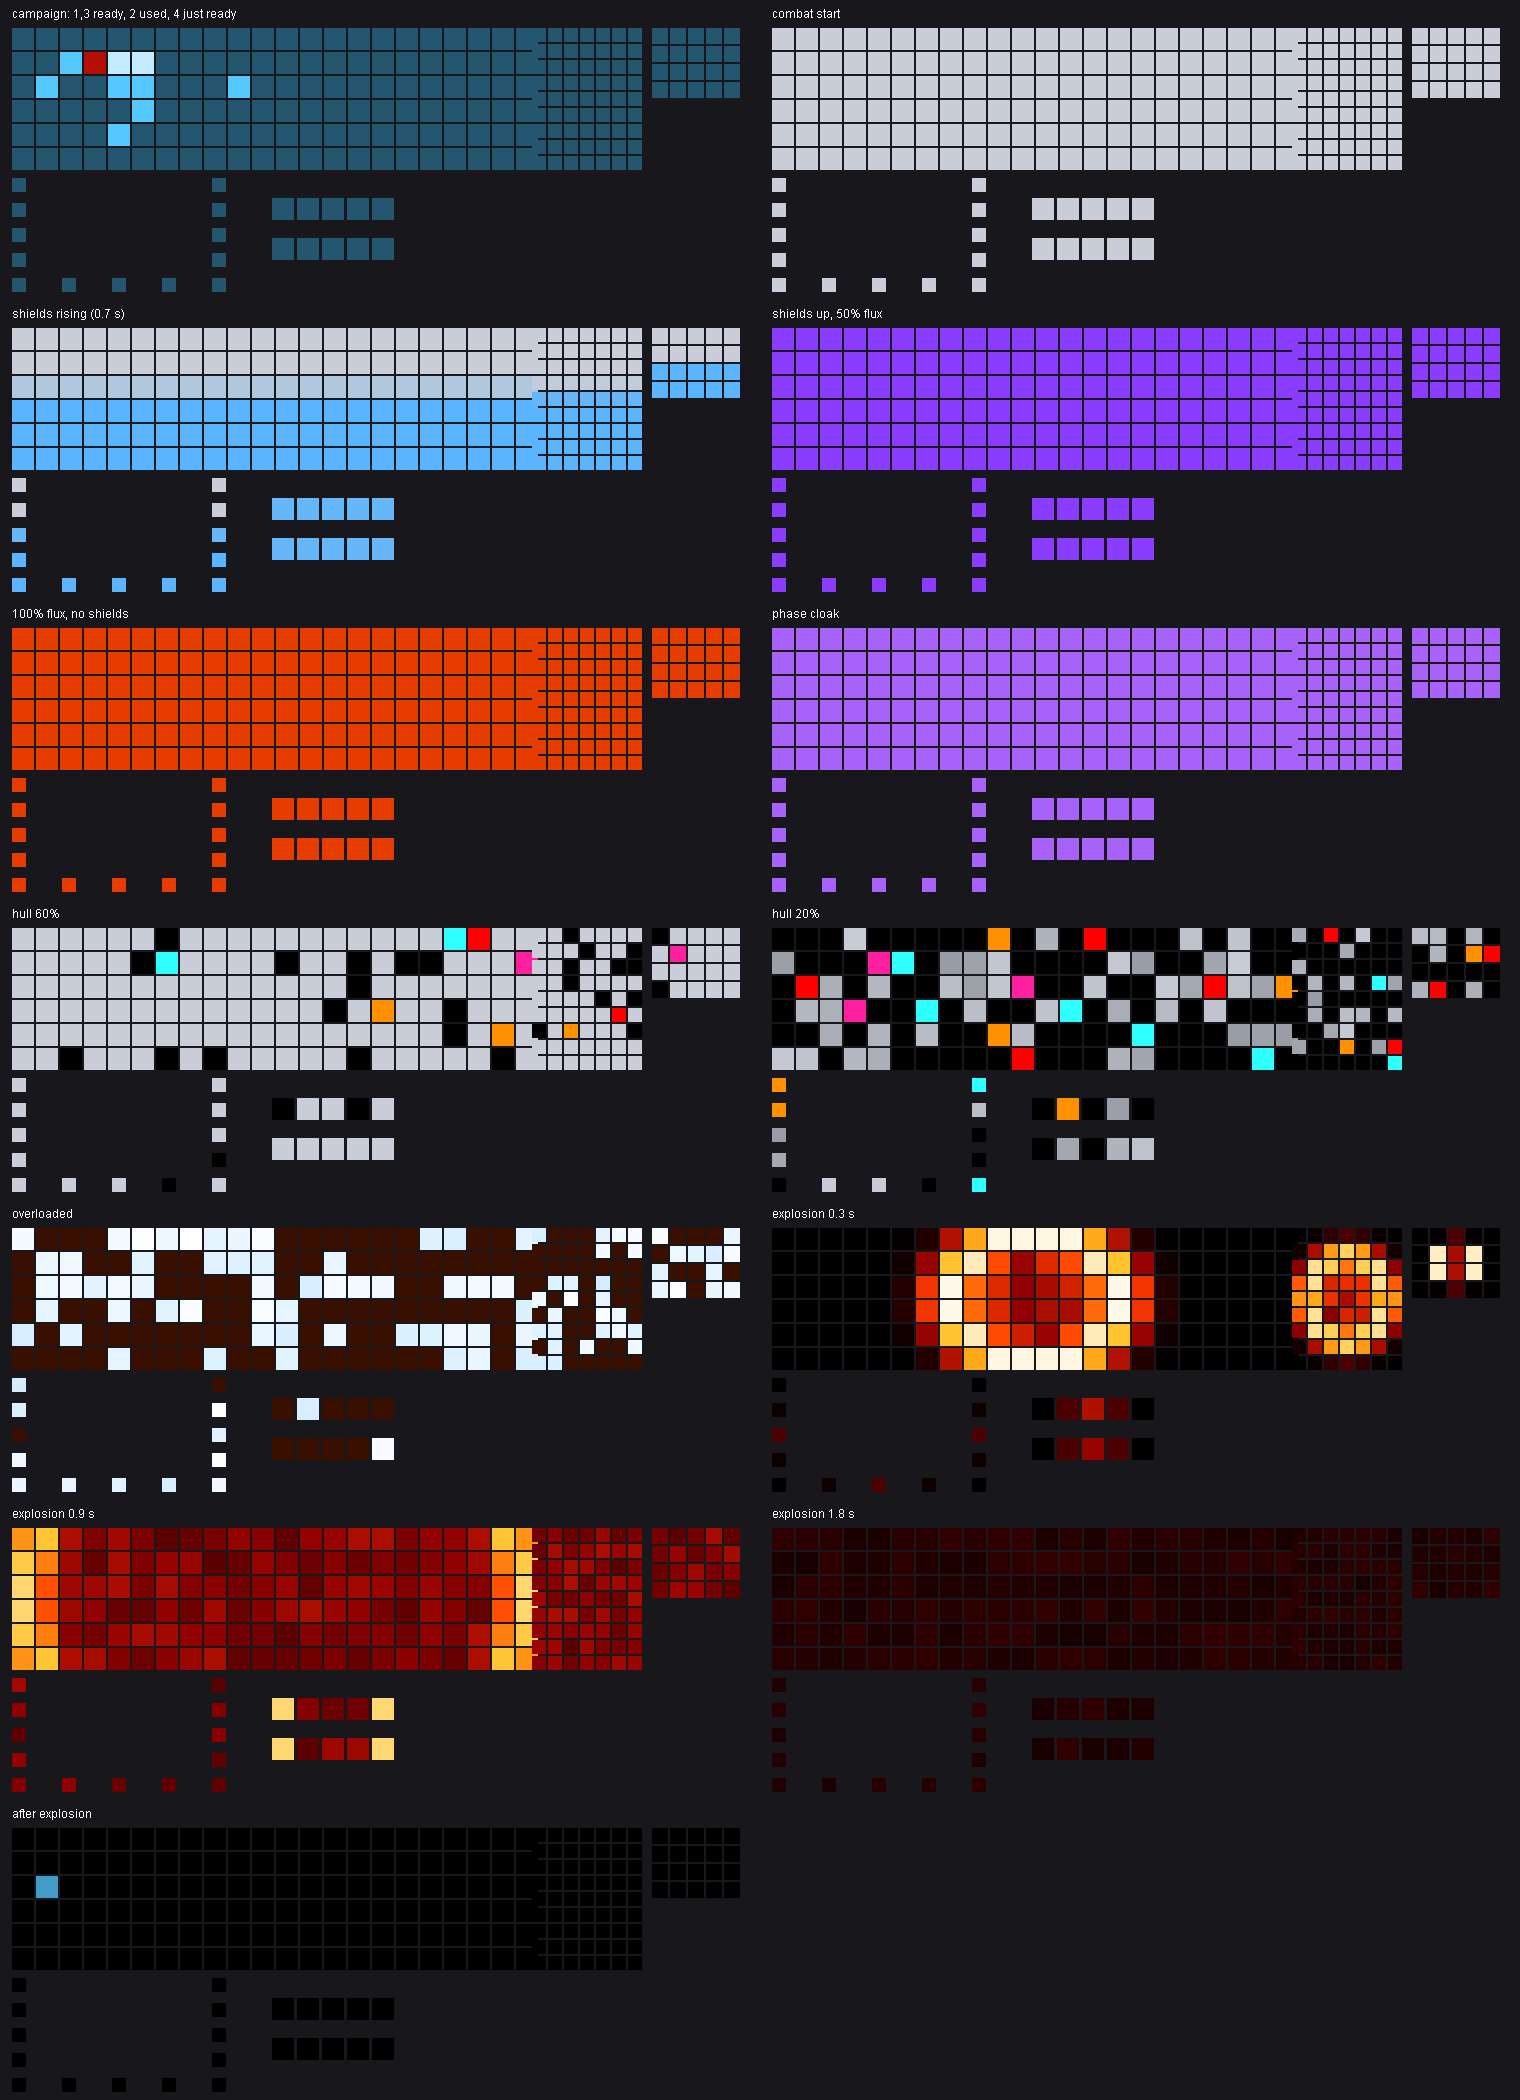 campaign: 1,3 ready, 2 used, 4 just ready
combat start
shields rising (0.7 s)
shields up, 50% flux
100% flux, no shields
phase cloak
hull 60%
hull 20%
overloaded
explosion 0.3 s
explosion 0.9 s
explosion 1.8 s
after explosion